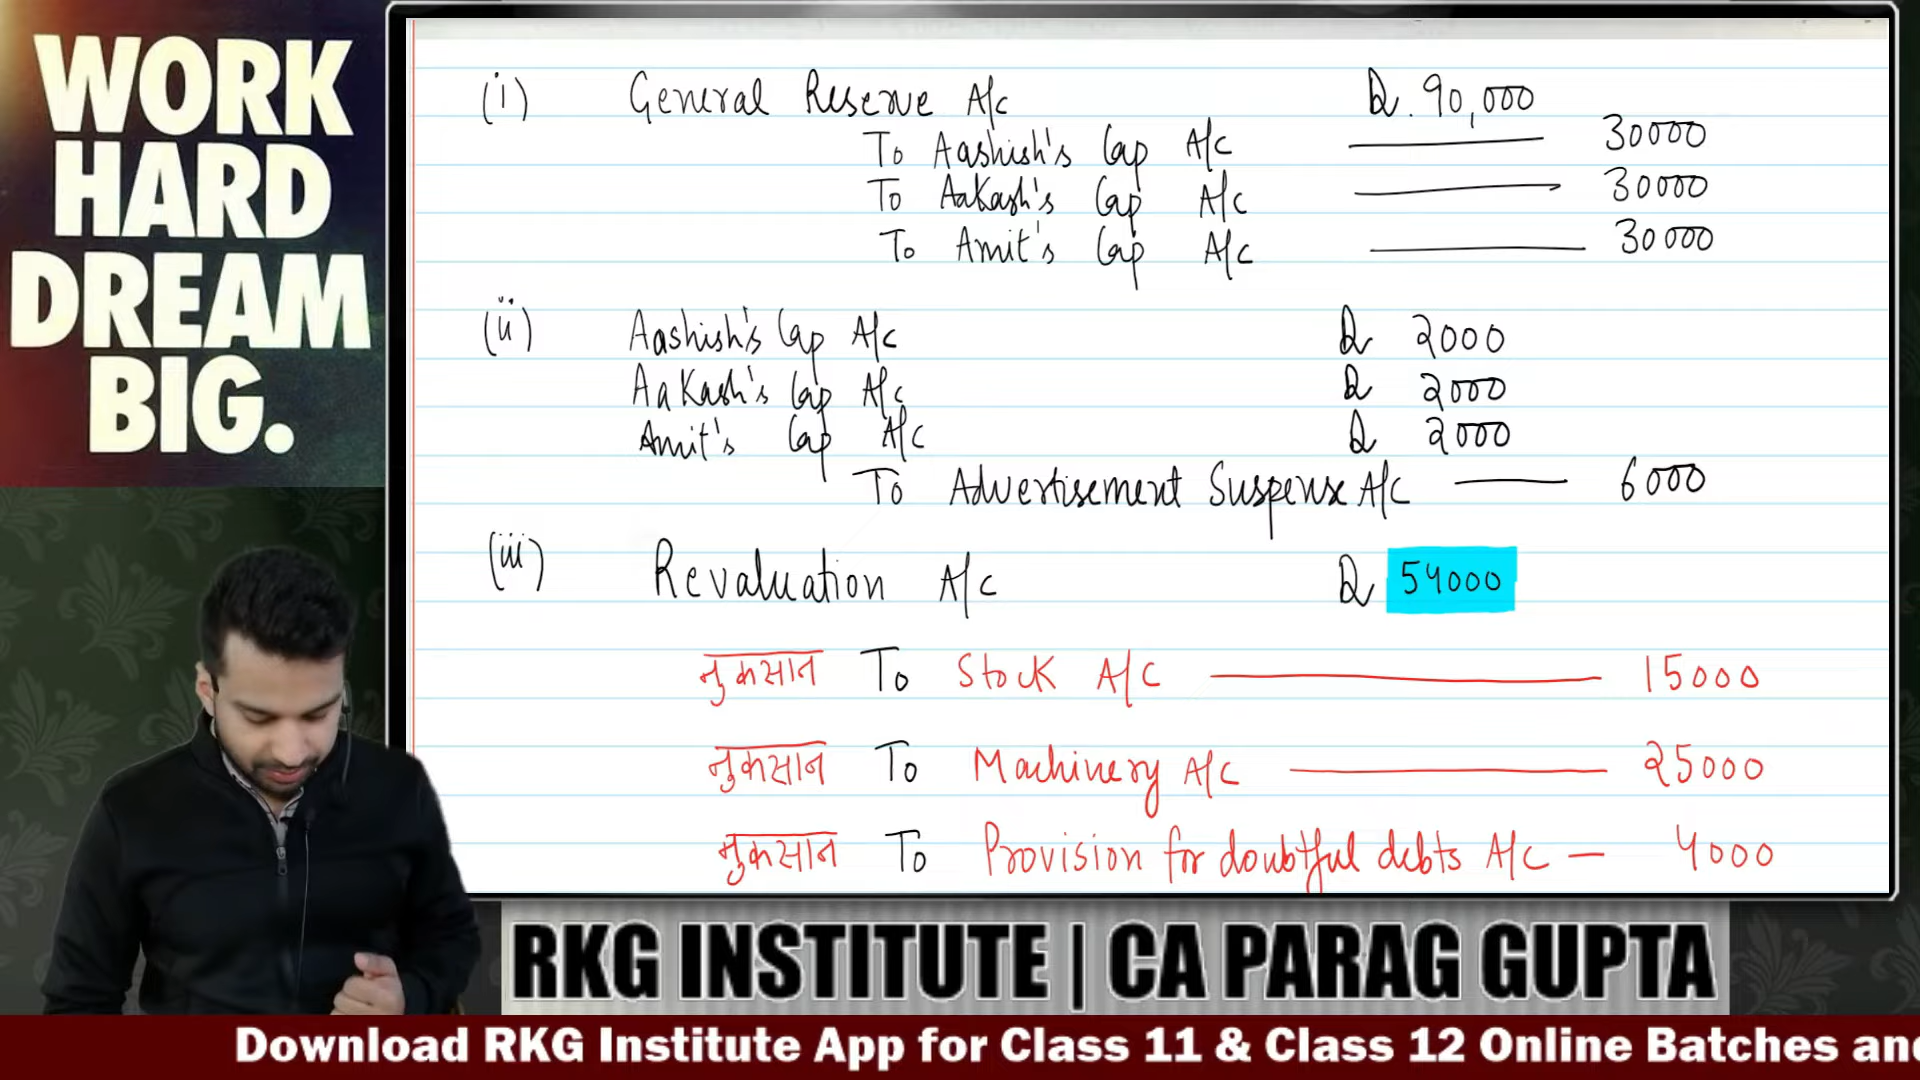 WORK
HARD
DREAM
BIG.
(i) General Reserve A/c Dr. 90,000
To Aashish's Cap A/c 30000
To Aakash's Cap A/c 30000
To Amit's Cap A/c 30000
(ii) Aashish's Cap A/c Dr 2000
Aakash's Cap A/c Dr 2000
Amit's Cap A/c Dr 2000
To Advertisement Suspense A/c 6000
(iii) Revaluation A/c Dr 54000
नुकसान To Stock A/c 15000
नुकसान To Machinery A/c 25000
नुकसान To Provision for doubtful debts A/c 4000
RKG INSTITUTE | CA PARAG GUPTA
Download RKG Institute App for Class 11 & Class 12 Online Batches and